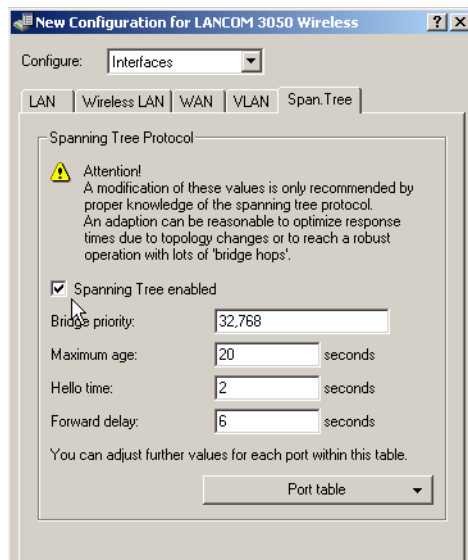 New Configuration for LANCOM 3050 Wireless
Configure: Interfaces
LAN Wireless LAN WAN VLAN Span.Tree
Spanning Tree Protocol
Attention!
A modification of these values is only recommended by
proper knowledge of the spanning tree protocol.
An adaption can be reasonable to optimize response
times due to topology changes or to reach a robust
operation with lots of 'bridge hops'.
Spanning Tree enabled
Bridge priority: 32,768
Maximum age: 20 seconds
Hello time: 2 seconds
Forward delay: 6 seconds
You can adjust further values for each port within this table.
Port table